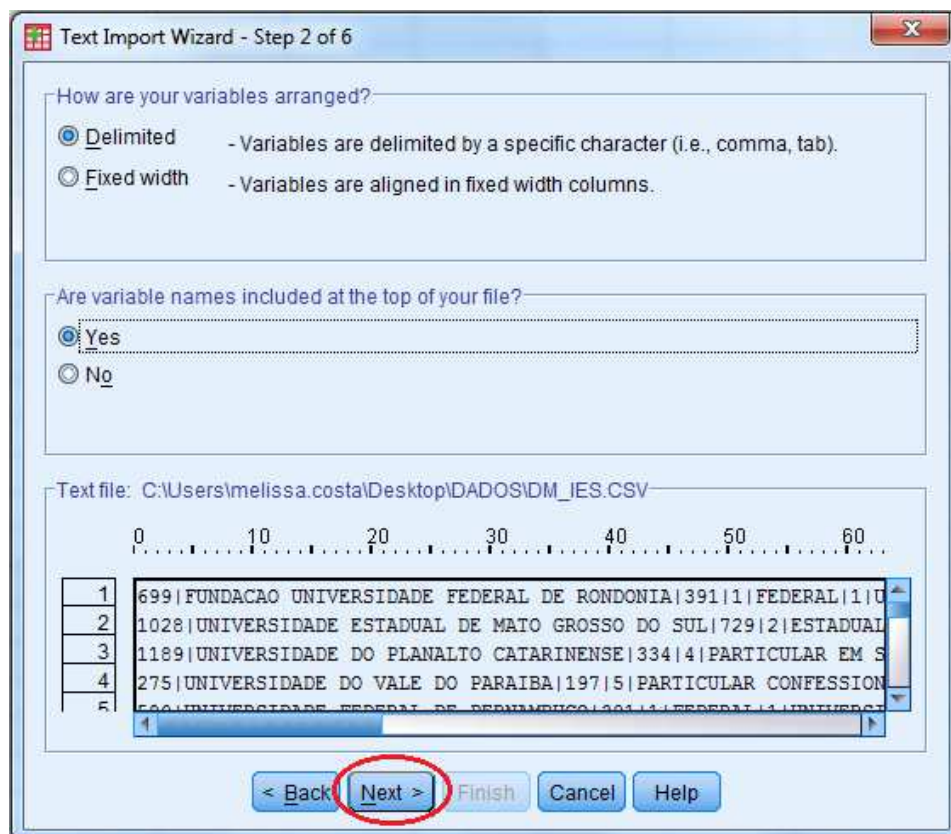 Text Import Wizard - Step 2 of 6
How are your variables arranged?
Delimited - Variables are delimited by a specific character (i.e., comma, tab).
Fixed width - Variables are aligned in fixed width columns.
Are variable names included at the top of your file?
Yes
No
Text file: C:\Users\melissa.costa\Desktop\DADOS\DM_IES.CSV
0 10 20 30 40 50 60
1 699|FUNDACAO UNIVERSIDADE FEDERAL DE RONDONIA|391|1|FEDERAL|1|U
2 1028|UNIVERSIDADE ESTADUAL DE MATO GROSSO DO SUL|729|2|ESTADUAL
3 1189|UNIVERSIDADE DO PLANALTO CATARINENSE|334|4|PARTICULAR EM S
4 275|UNIVERSIDADE DO VALE DO PARAIBA|197|5|PARTICULAR CONFESSION
5 UNIVERSIDADE FEDERAL DE PERNAMBUCO
< Back Next > Finish Cancel Help